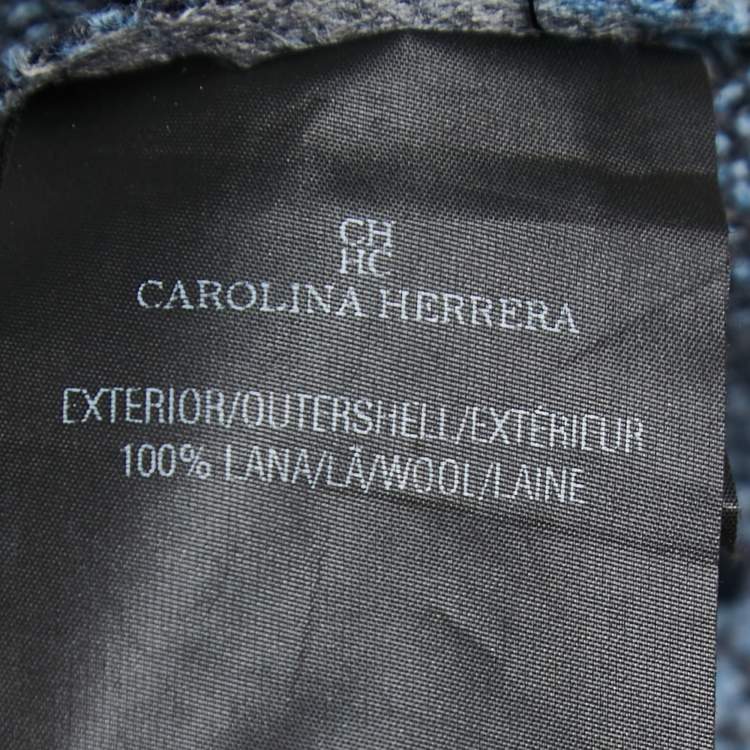 CH
HC
CAROLINA HERRERA
EXTERIOR/OUTERSHELL/EXTÉRIEUR
100% LANA/LÃ/WOOL/LAINE